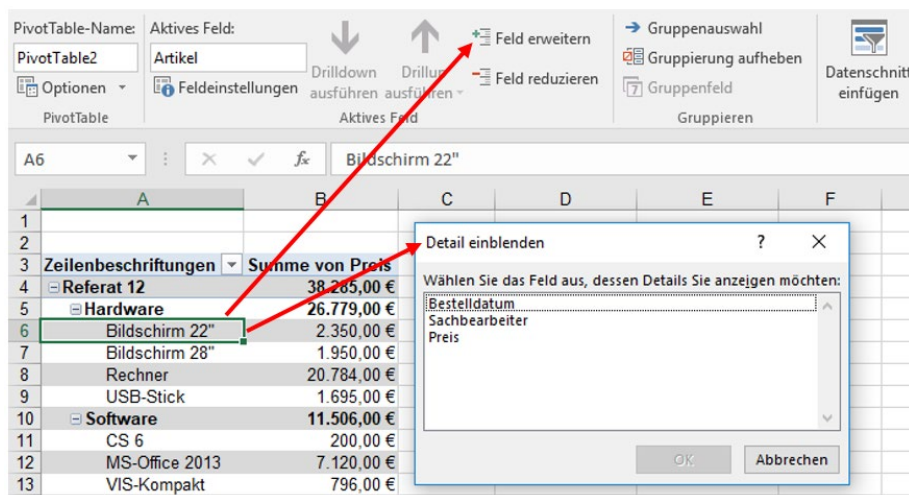 PivotTable-Name: Aktives Feld:
PivotTable2 Artikel
Optionen Feldeinstellungen
Drilldown ausführen
Drillup ausführen
Feld erweitern
Feld reduzieren
Gruppenauswahl
Gruppierung aufheben
Gruppenfeld
Datenschnitt
einfügen
PivotTable Aktives Feld Gruppieren
A6 fx Bildschirm 22"
A B C D E F
1
2
3 Zeilenbeschriftungen Summe von Preis
4 Referat 12 38.285,00 €
5 Hardware 26.779,00 €
6 Bildschirm 22" 2.350,00 €
7 Bildschirm 28" 1.950,00 €
8 Rechner 20.784,00 €
9 USB-Stick 1.695,00 €
10 Software 11.506,00 €
11 CS 6 200,00 €
12 MS-Office 2013 7.120,00 €
13 VIS-Kompakt 796,00 €
Detail einblenden ?
Wählen Sie das Feld aus, dessen Details Sie anzeigen möchten:
Bestelldatum
Sachbearbeiter
Preis
OK Abbrechen